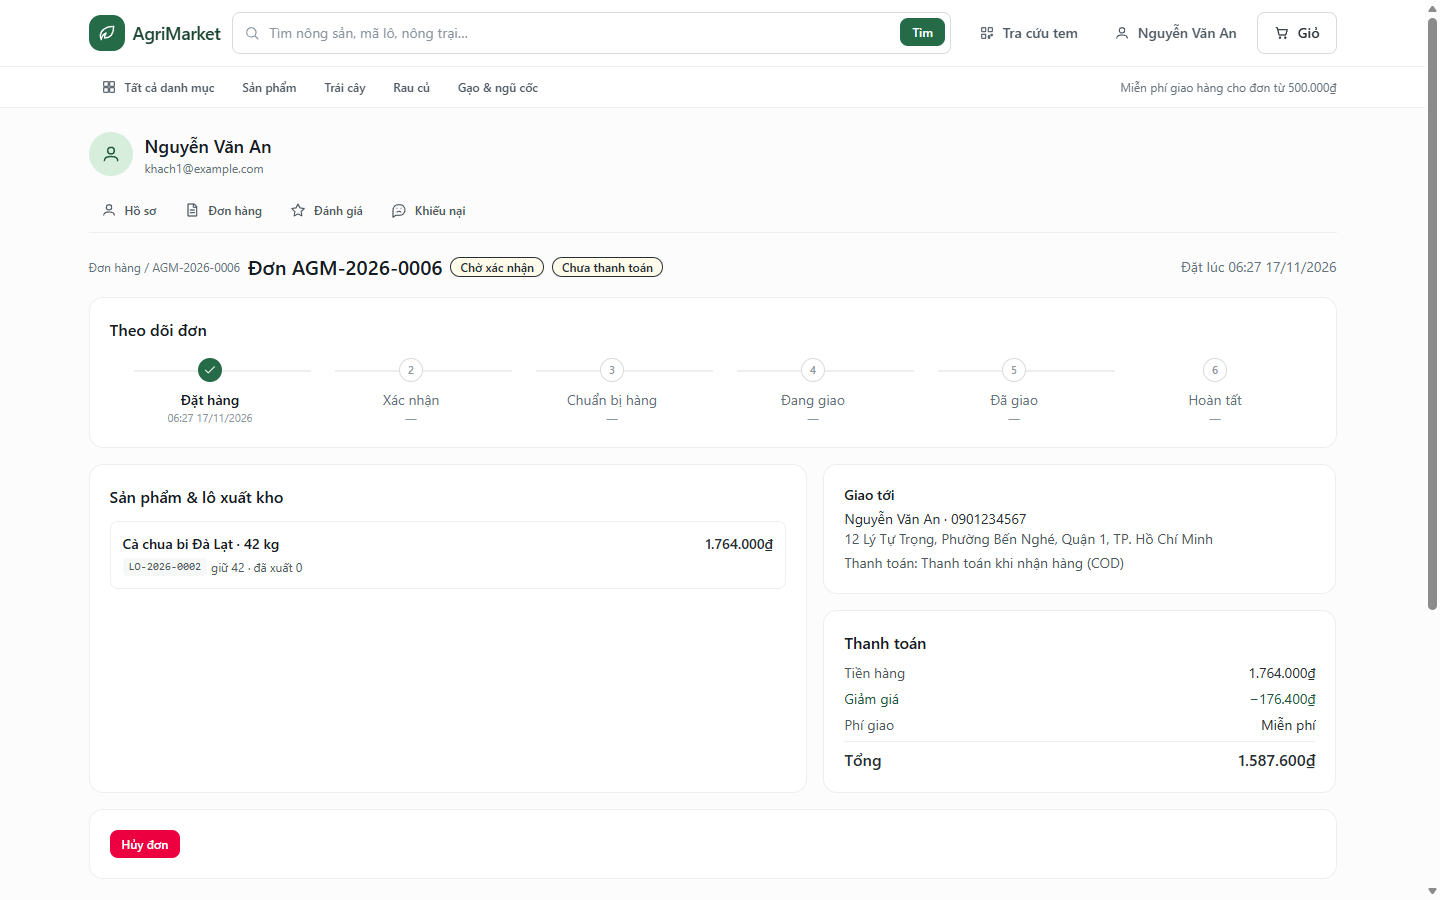 AgriMarket
Tìm nông sản, mã lô, nông trại...
Tìm
Tra cứu tem
Nguyễn Văn An
Giỏ
Tất cả danh mục
Sản phẩm
Trái cây
Rau củ
Gạo & ngũ cốc
Miễn phí giao hàng cho đơn từ 500.000₫
Nguyễn Văn An
khach1@example.com
Hồ sơ
Đơn hàng
Đánh giá
Khiếu nại
Đơn hàng / AGM-2026-0006
Đơn AGM-2026-0006
Chờ xác nhận
Chưa thanh toán
Đặt lúc 06:27 17/11/2026
Theo dõi đơn
2
3
4
5
6
Đặt hàng
Xác nhận
Chuẩn bị hàng
Đang giao
Đã giao
Hoàn tất
06:27 17/11/2026
—
—
—
—
—
Sản phẩm & lô xuất kho
Cà chua bi Đà Lạt · 42 kg
1.764.000₫
LO-2026-0002 giữ 42 · đã xuất 0
Giao tới
Nguyễn Văn An · 0901234567
12 Lý Tự Trọng, Phường Bến Nghé, Quận 1, TP. Hồ Chí Minh
Thanh toán: Thanh toán khi nhận hàng (COD)
Thanh toán
Tiền hàng
1.764.000₫
Giảm giá
−176.400₫
Phí giao
Miễn phí
Tổng
1.587.600₫
Hủy đơn